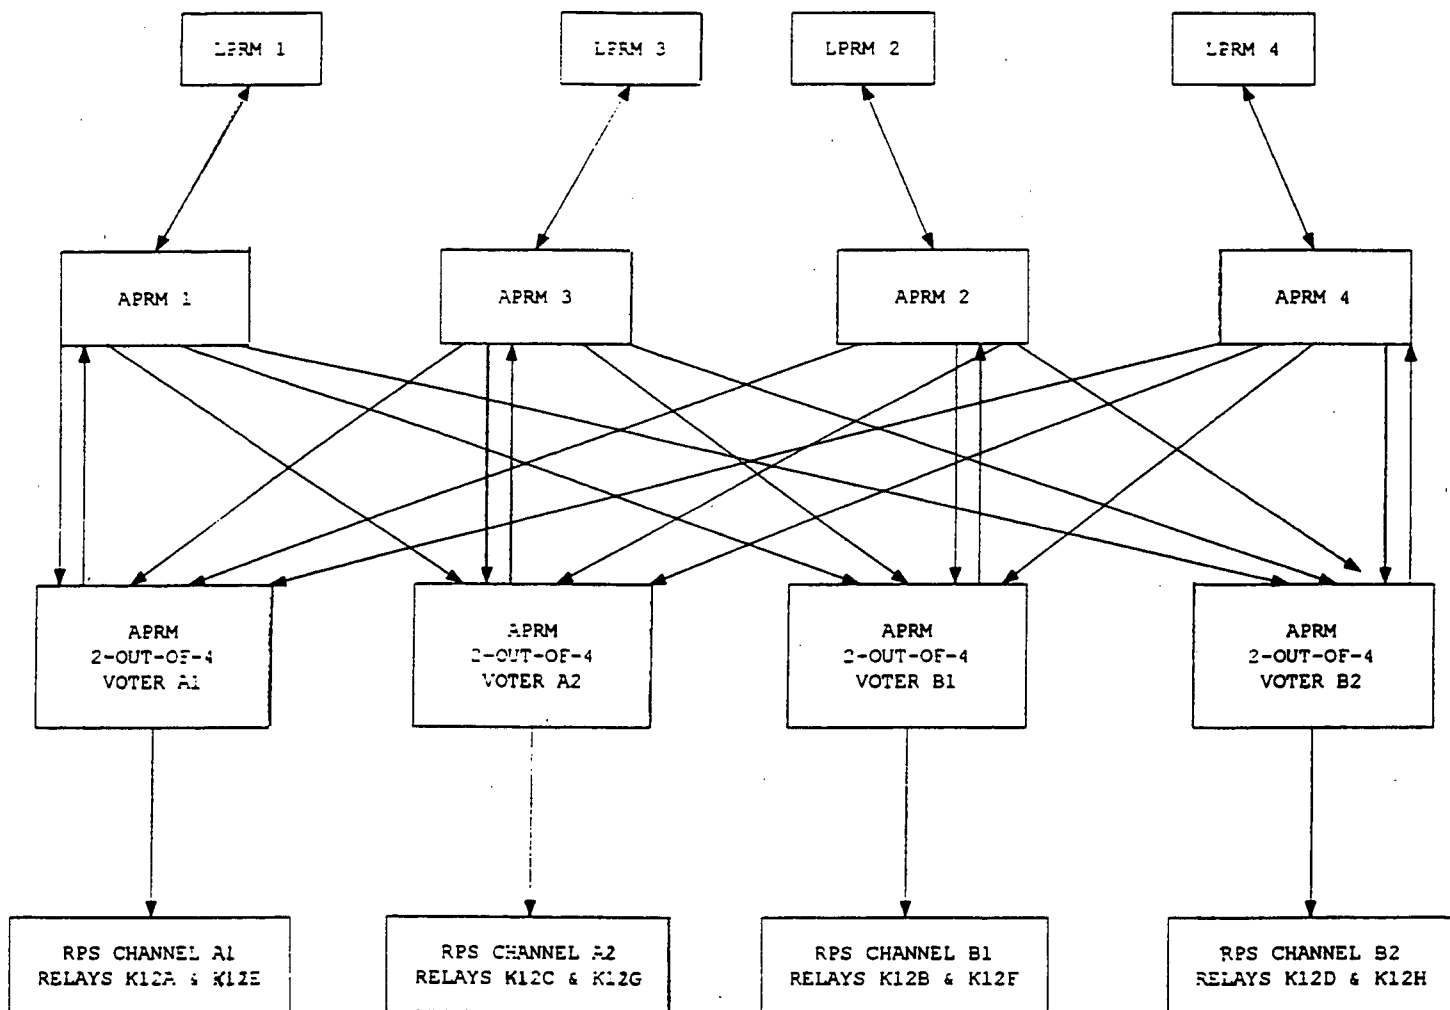 LPRM 1
LPRM 3
LPRM 2
LPRM 4
APRM 1
APRM 3
APRM 2
APRM 4
APRM
2-OUT-OF-4
VOTER A1
APRM
2-OUT-OF-4
VOTER A2
APRM
2-OUT-OF-4
VOTER B1
APRM
2-OUT-OF-4
VOTER B2
RPS CHANNEL A1
RELAYS K12A & K12E
RPS CHANNEL A2
RELAYS K12C & K12G
RPS CHANNEL B1
RELAYS K12B & K12F
RPS CHANNEL B2
RELAYS K12D & K12H